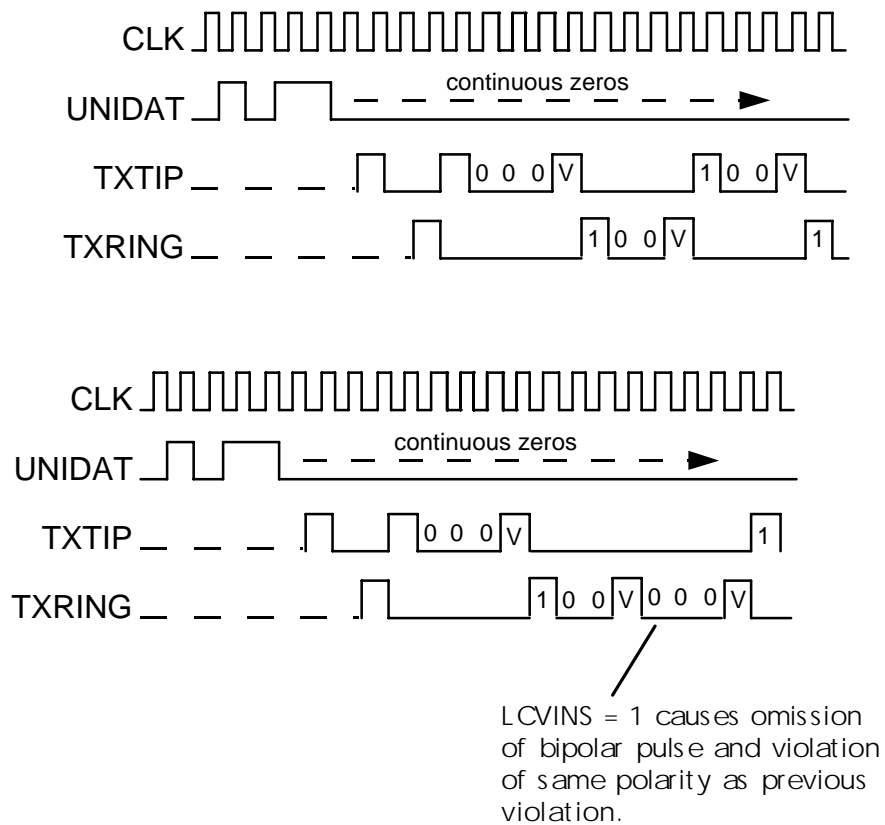 CLK
continuous zeros
UNIDAT
TXTIP 0 0 0 V 1 0 0 V
TXRING 1 0 0 V 1
CLK
continuous zeros
UNIDAT
TXTIP 0 0 0 V 1
TXRING 1 0 0 V 0 0 0 V
LCVINS = 1 causes omission
of bipolar pulse and violation
of same polarity as previous
violation.